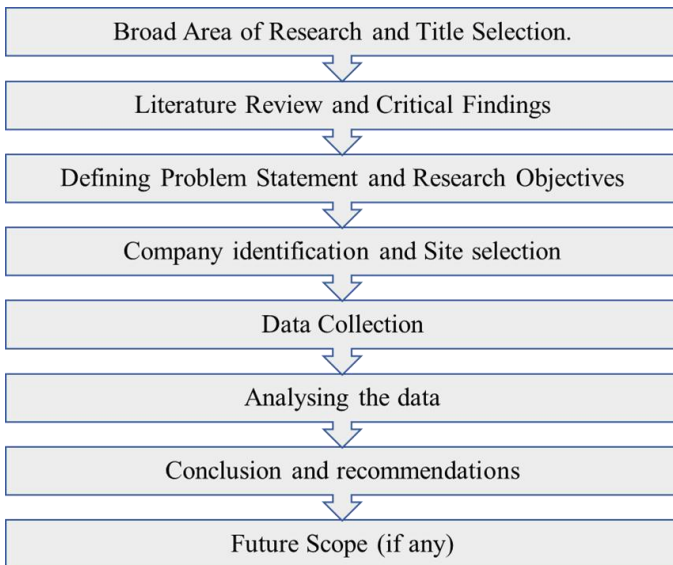 Broad Area of Research and Title Selection.
Literature Review and Critical Findings
Defining Problem Statement and Research Objectives
Company identification and Site selection
Data Collection
Analysing the data
Conclusion and recommendations
Future Scope (if any)